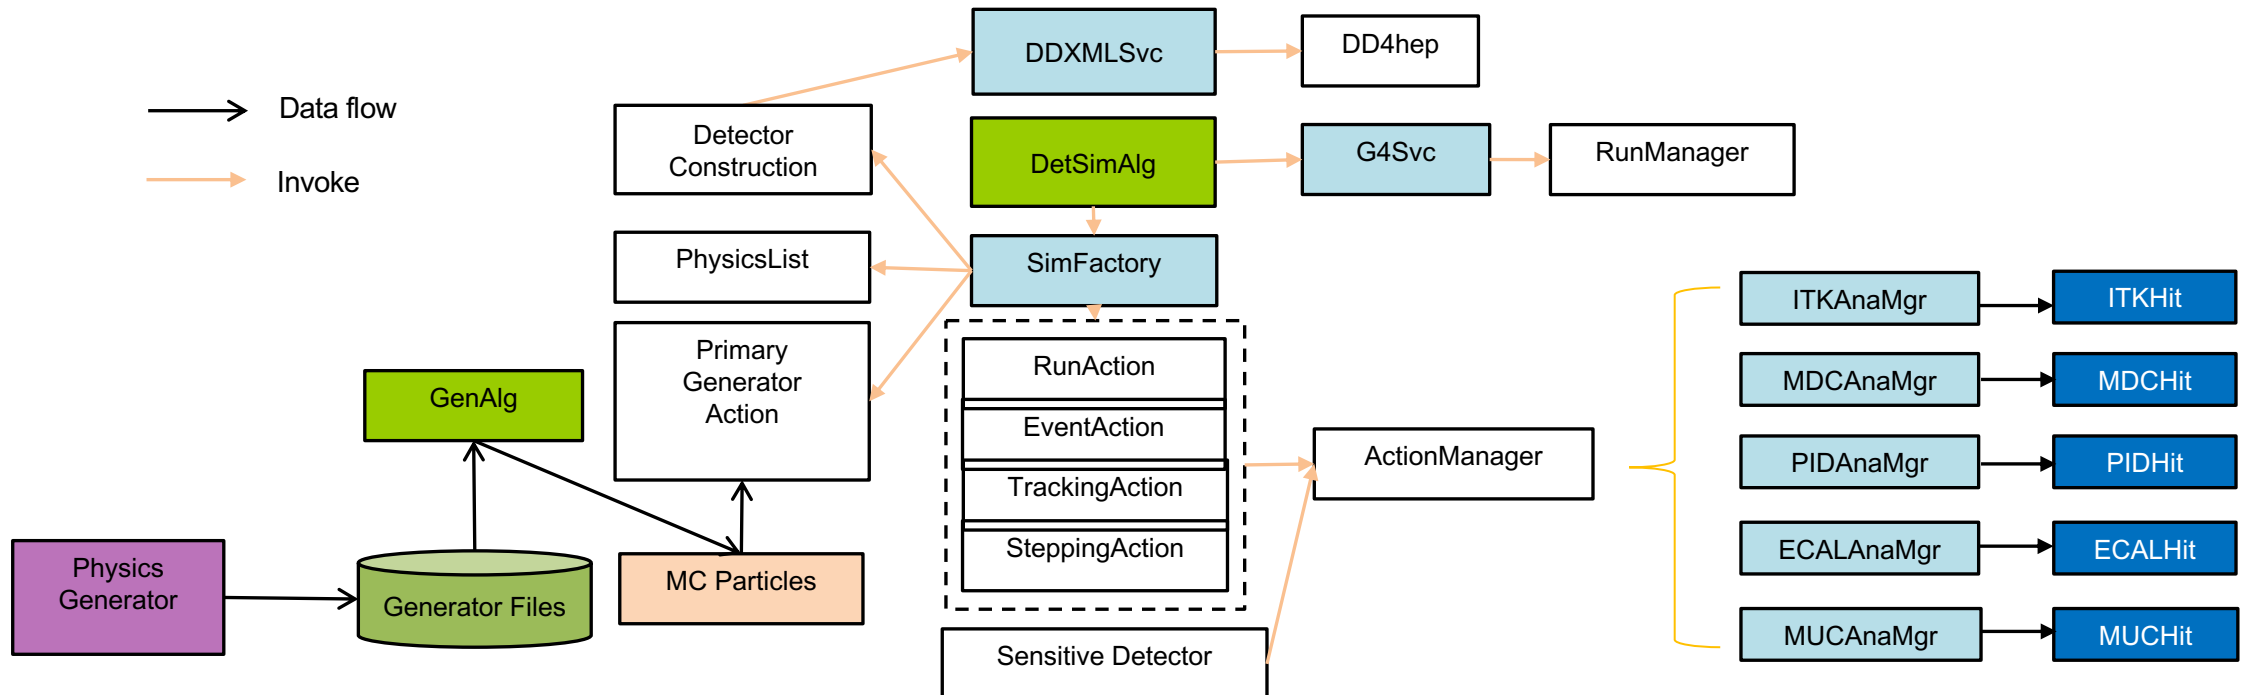 Data flow
Invoke
DDXMLSvc
DD4hep
Detector
Construction
DetSimAlg
G4Svc
RunManager
PhysicsList
SimFactory
Primary
Generator
Action
GenAlg
Physics
Generator
Generator Files
MC Particles
RunAction
EventAction
TrackingAction
SteppingAction
Sensitive Detector
ActionManager
ITKAnaMgr
ITKHit
MDCAnaMgr
MDCHit
PIDAnaMgr
PIDHit
ECALAnaMgr
ECALHit
MUCAnaMgr
MUCHit